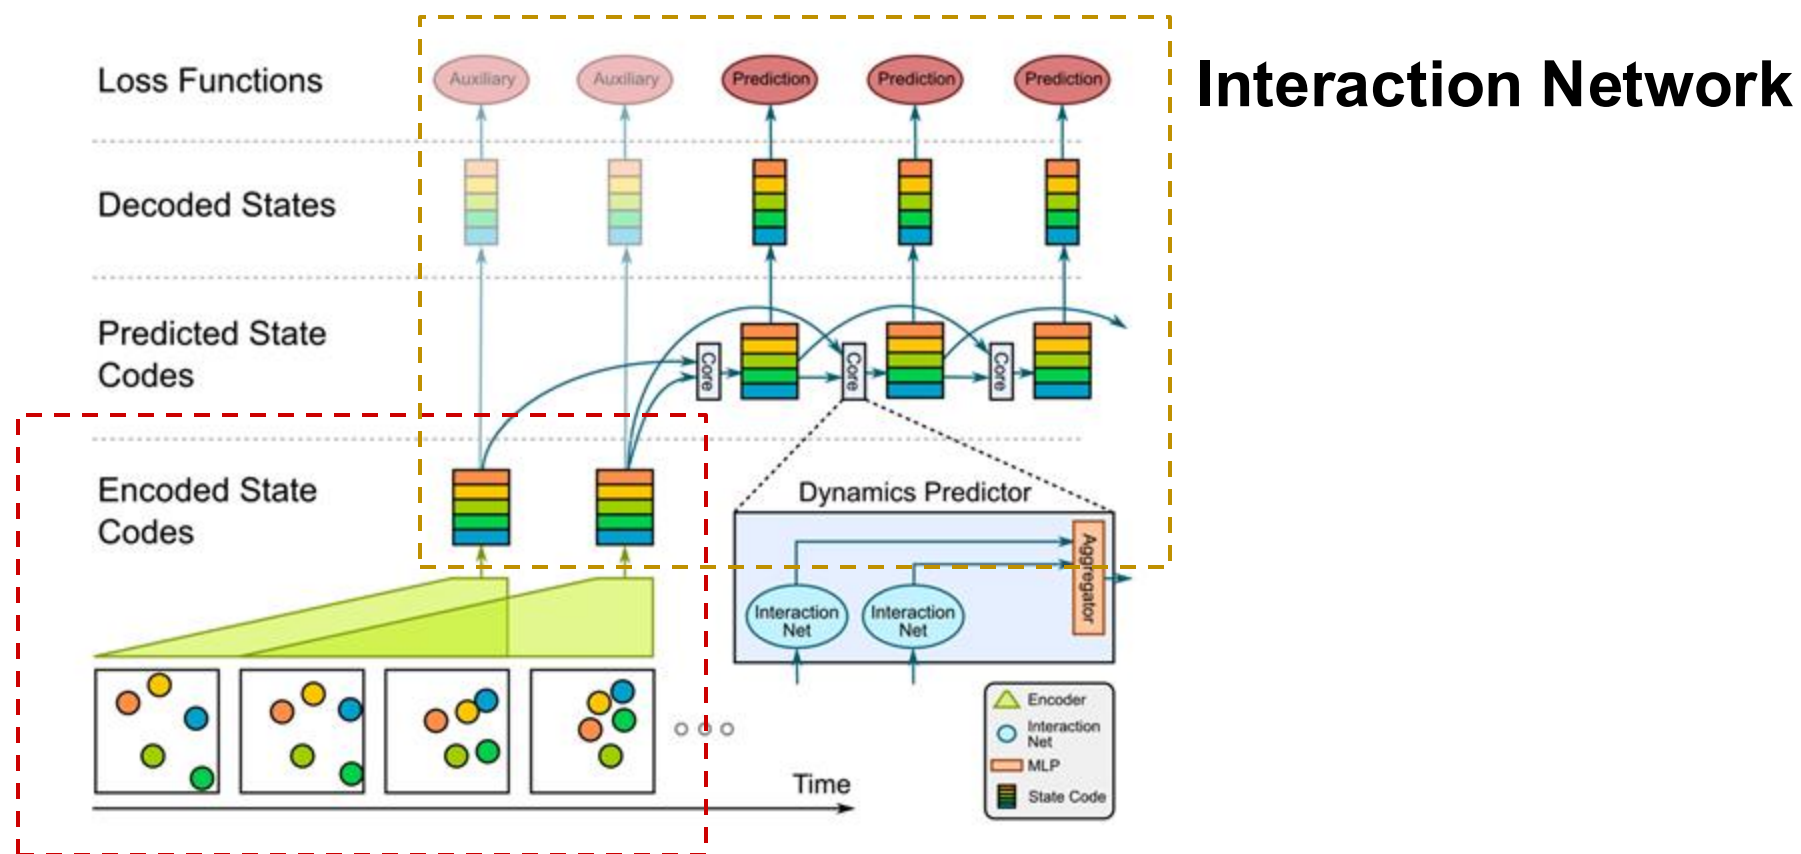 Interaction Network
Loss Functions
Auxiliary
Auxiliary
Prediction
Prediction
Prediction
Decoded States
Predicted State
Codes
Core
Core
Core
Encoded State
Codes
Dynamics Predictor
Interaction
Net
Interaction
Net
Aggregator
Time
Encoder
Interaction
Net
MLP
State Code